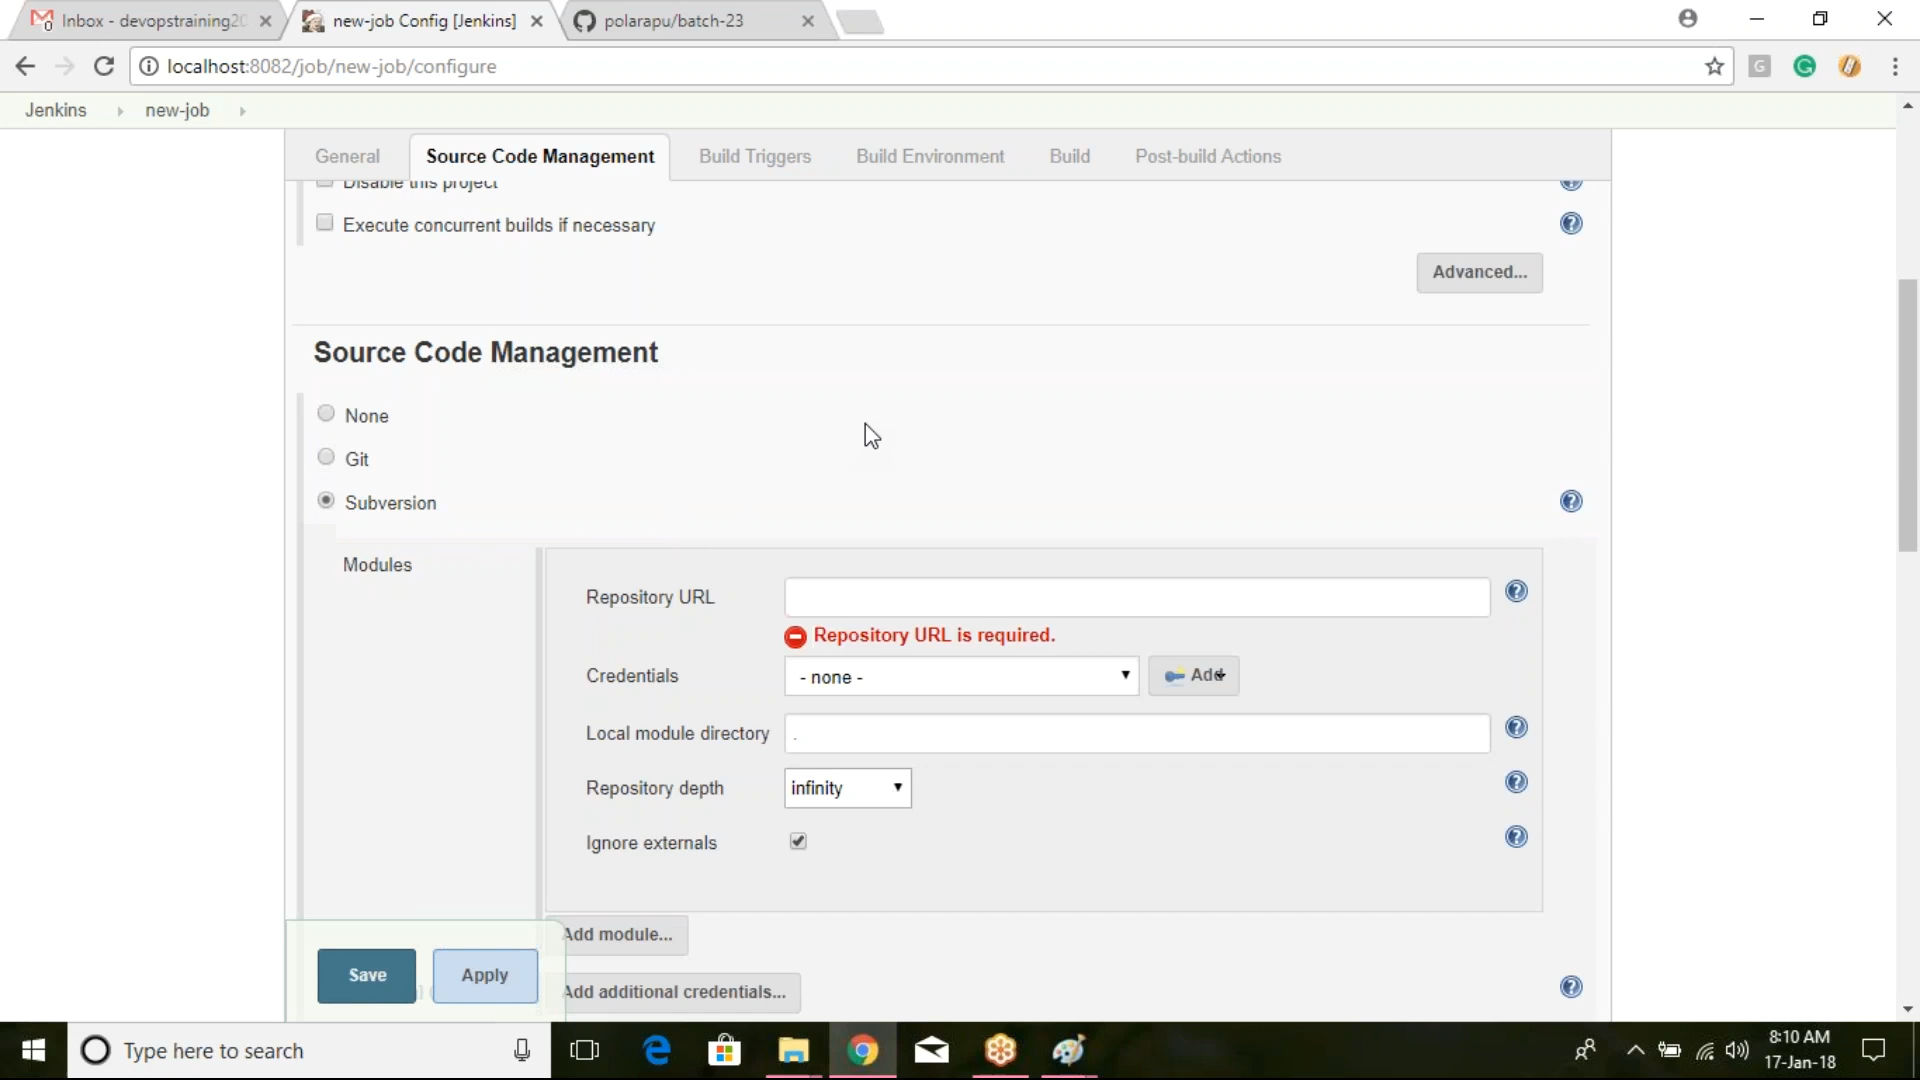 Inbox - devopstraining20
new-job Config [Jenkins]
polarapu/batch-23
localhost:8082/job/new-job/configure
Jenkins
new-job
General
Source Code Management
Build Triggers
Build Environment
Build
Post-build Actions
Disable this project
Execute concurrent builds if necessary
Advanced...
Source Code Management
None
Git
Subversion
Modules
Repository URL
Repository URL is required.
Credentials
- none -
Add
Local module directory
.
Repository depth
infinity
Ignore externals
Add module...
Save
Apply
Add additional credentials...
Type here to search
8:10 AM
17-Jan-18